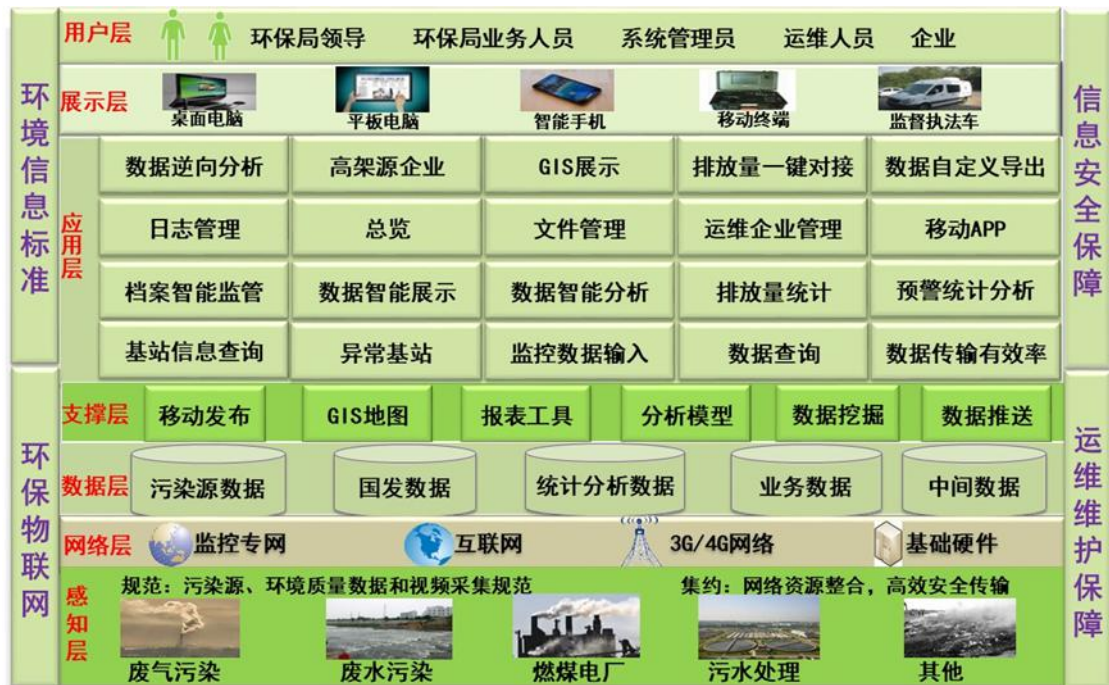 环境信息标准
环保物联网
信息安全保障
运维维护保障
用户层
环保局领导 环保局业务人员 系统管理员 运维人员 企业
展示层
桌面电脑 平板电脑 智能手机 移动终端 监督执法车
应用层
数据逆向分析 高架源企业 GIS展示 排放量一键对接 数据自定义导出
日志管理 总览 文件管理 运维企业管理 移动APP
档案智能监管 数据智能展示 数据智能分析 排放量统计 预警统计分析
基站信息查询 异常基站 监控数据输入 数据查询 数据传输有效率
支撑层 移动发布 GIS地图 报表工具 分析模型 数据挖掘 数据推送
数据层 污染源数据 国发数据 统计分析数据 业务数据 中间数据
网络层 监控专网 互联网 3G/4G网络 基础硬件
感知层
规范：污染源、环境质量数据和视频采集规范 集约：网络资源整合，高效安全传输
废气污染 废水污染 燃煤电厂 污水处理 其他